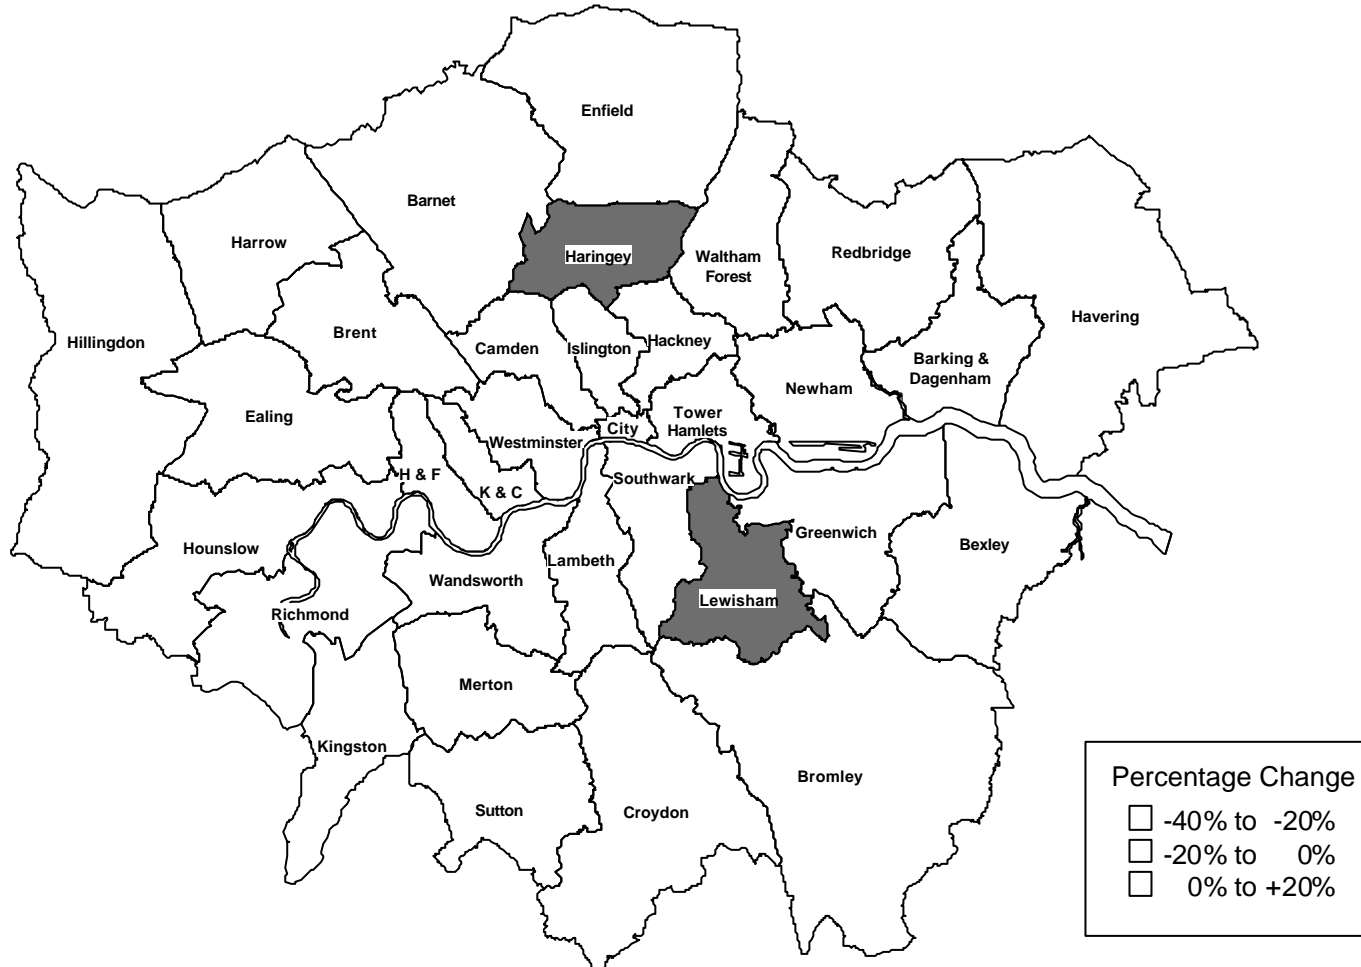 Enfield
Barnet
Harrow
Haringey
Waltham
Forest
Redbridge
Havering
Hillingdon
Brent
Camden
Islington
Hackney
Barking &
Dagenham
Newham
Ealing
Tower
Hamlets
City
Westminster
H & F
K & C
Southwark
Greenwich
Bexley
Hounslow
Lambeth
Wandsworth
Lewisham
Richmond
Merton
Kingston
Bromley
Sutton
Croydon
Percentage Change
-40% to -20%
-20% to 0%
0% to +20%